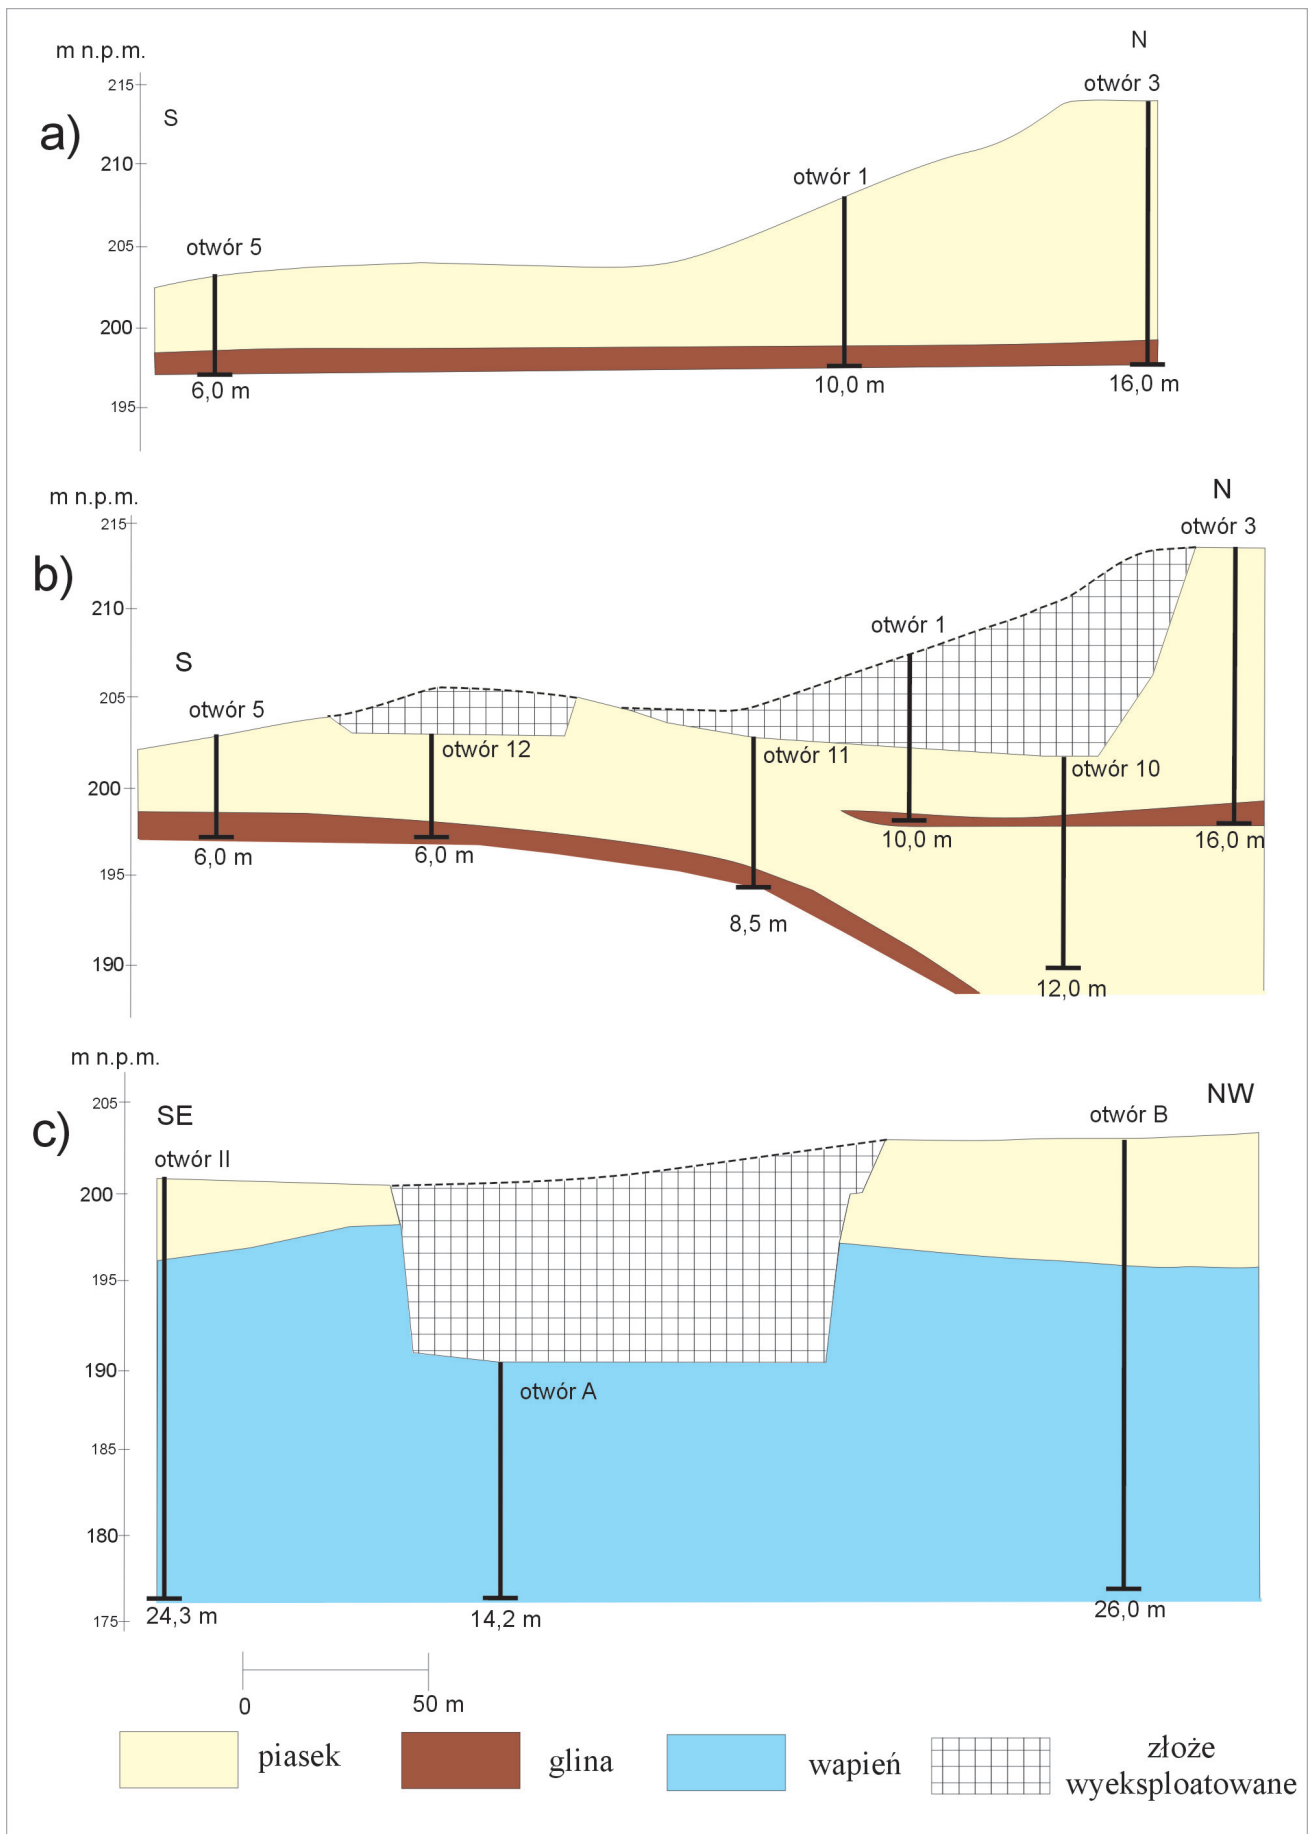 m n.p.m.
N
215
otwór 3
S
a)
210
otwór 1
205
otwór 5
200
6,0 m
10,0 m
16,0 m
195
m n.p.m.
N
215
otwór 3
b)
210
otwór 1
S
205
otwór 5
otwór 12
otwór 11
otwór 10
200
6,0 m
6,0 m
10,0 m
16,0 m
195
8,5 m
190
12,0 m
m n.p.m.
205
SE
NW
otwór B
c)
otwór II
200
195
190
otwór A
185
180
175
24,3 m
14,2 m
26,0 m
0
50 m
piasek
glina
wapień
złoże
wyeksploatowane